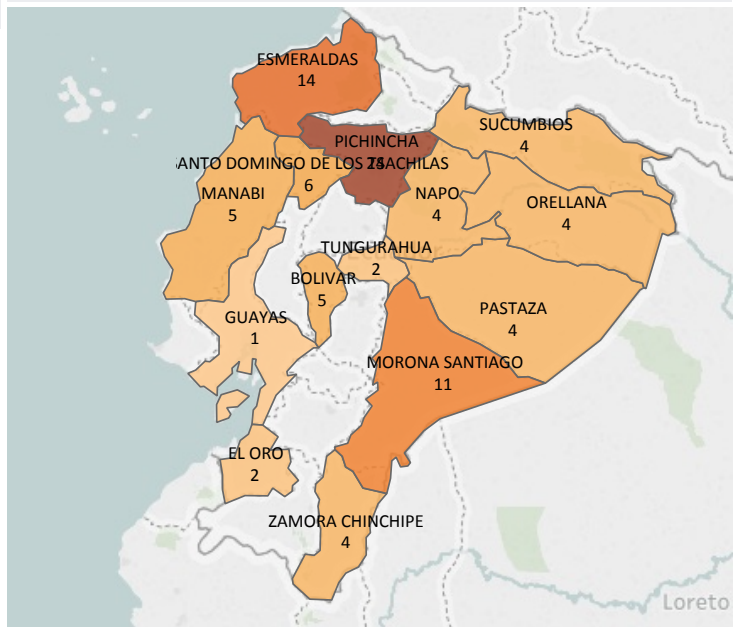 ESMERALDAS
14
SUCUMBIOS
4
PICHINCHA
ANTO DOMINGO DE LOS TSACHILAS
6
MANABI
5
NAPO
4
ORELLANA
4
TUNGURAHUA
2
BOLIVAR
5
PASTAZA
4
GUAYAS
1
MORONA SANTIAGO
11
EL ORO
2
ZAMORA CHINCHIPE
4
Loreto